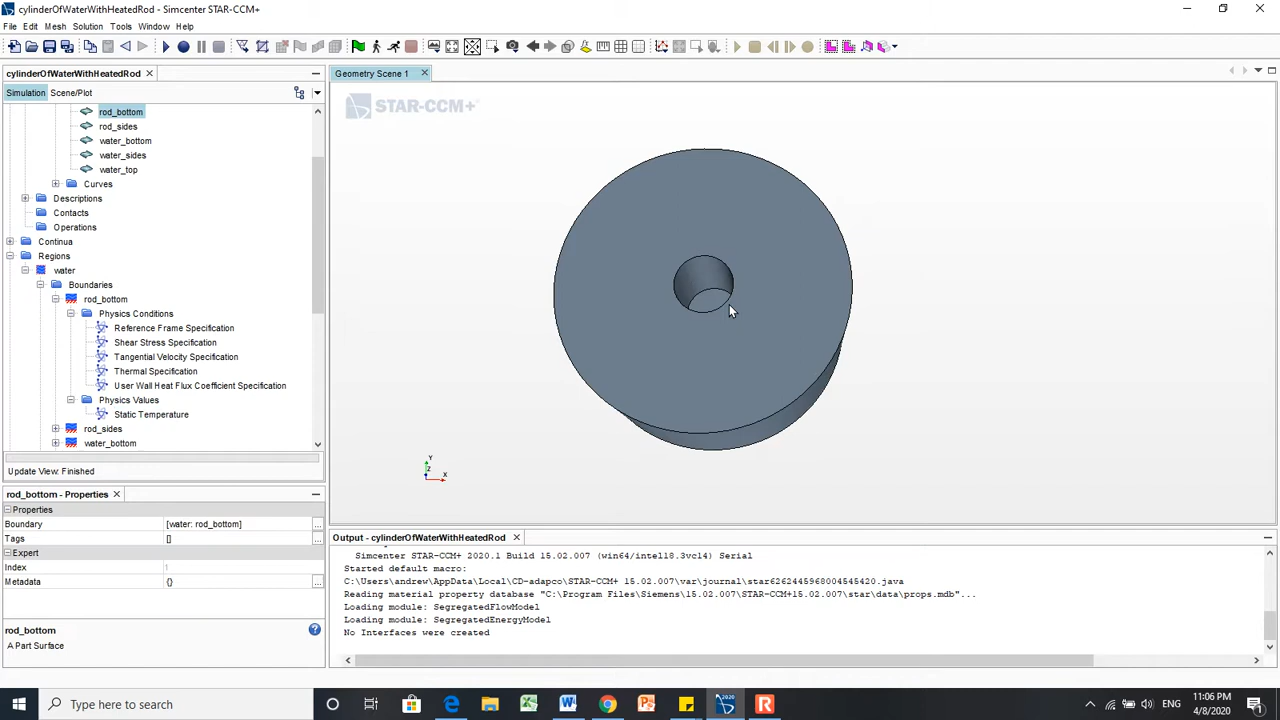 cylinderOfWaterWithHeatedRod - Simcenter STAR-CCM+
File Edit Mesh Solution Tools Window Help
cylinderOfWaterWithHeatedRod
Geometry Scene 1
Simulation Scene/Plot
STAR-CCM+
rod_bottom
rod_sides
water_bottom
water_sides
water_top
Curves
Descriptions
Contacts
Operations
Continua
Regions
water
Boundaries
rod_bottom
Physics Conditions
Reference Frame Specification
Shear Stress Specification
Tangential Velocity Specification
Thermal Specification
User Wall Heat Flux Coefficient Specification
Physics Values
Static Temperature
rod_sides
water_bottom
Update View: Finished
Y
Z
X
rod_bottom - Properties
Properties
Boundary [water: rod_bottom]
Tags []
Expert
Index 1
Metadata {}
rod_bottom
A Part Surface
Output - cylinderOfWaterWithHeatedRod
Simcenter STAR-CCM+ 2020.1 Build 15.02.007 (win64/intel18.3vc14) Serial
Started default macro:
C:\Users\andrew\AppData\Local\CD-adapco\STAR-CCM+ 15.02.007\var\journal\star6262445968004545420.java
Reading material property database "C:\Program Files\Siemens\15.02.007\STAR-CCM+15.02.007\star\data\props.mdb"...
Loading module: SegregatedFlowModel
Loading module: SegregatedEnergyModel
No Interfaces were created
Type here to search
2020
ENG
11:06 PM
4/8/2020